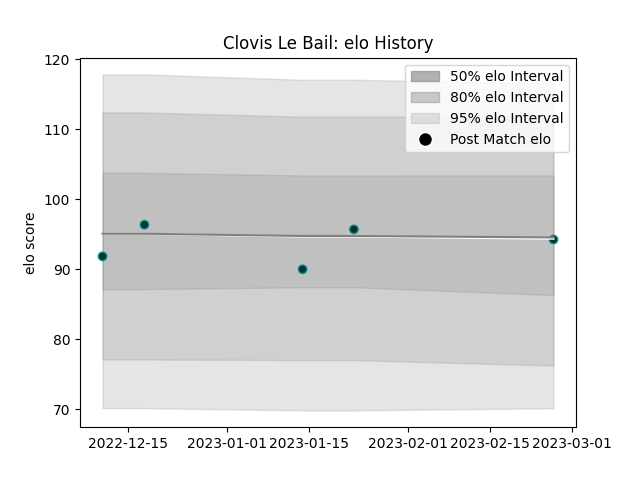 Clovis Le Bail: elo History
120
110
100
90
80
70
elo score
50% elo Interval
80% elo Interval
95% elo Interval
Post Match elo
2022-12-15
2023-01-01
2023-01-15
2023-02-01
2023-02-15
2023-03-01